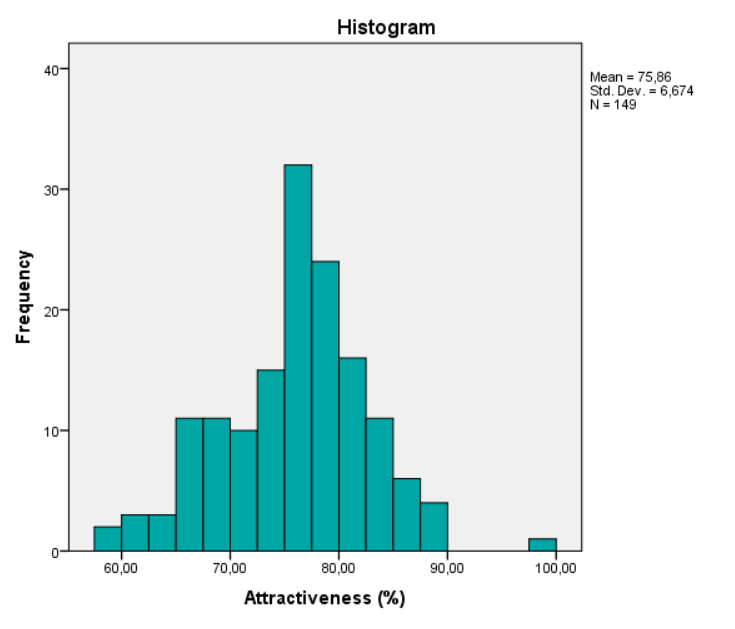 Histogram
Mean = 75,86
Std. Dev. = 6,674
N = 149
40
30
20
10
0
Frequency
60,00 70,00 80,00 90,00 100,00
Attractiveness (%)